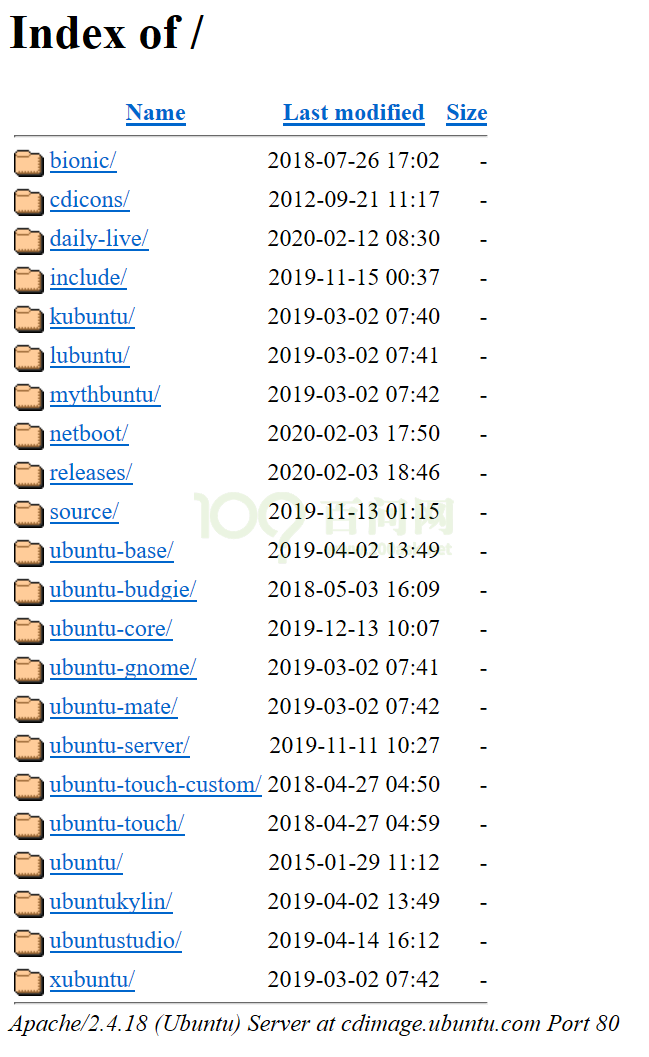 Index of /
Name Last modified Size
bionic/ 2018-07-26 17:02 -
cdicons/ 2012-09-21 11:17 -
daily-live/ 2020-02-12 08:30 -
include/ 2019-11-15 00:37 -
kubuntu/ 2019-03-02 07:40 -
lubuntu/ 2019-03-02 07:41 -
mythbuntu/ 2019-03-02 07:42 -
netboot/ 2020-02-03 17:50 -
releases/ 2020-02-03 18:46 -
source/ 2019-11-13 01:15 -
109 百问网
ubuntu-base/ 2019-04-02 13:49 -
ubuntu-budgie/ 2018-05-03 16:09 -
ubuntu-core/ 2019-12-13 10:07 -
ubuntu-gnome/ 2019-03-02 07:41 -
ubuntu-mate/ 2019-03-02 07:42 -
ubuntu-server/ 2019-11-11 10:27 -
ubuntu-touch-custom/ 2018-04-27 04:50 -
ubuntu-touch/ 2018-04-27 04:59 -
ubuntu/ 2015-01-29 11:12 -
ubuntukylin/ 2019-04-02 13:49 -
ubuntustudio/ 2019-04-14 16:12 -
xubuntu/ 2019-03-02 07:42 -
Apache/2.4.18 (Ubuntu) Server at cdimage.ubuntu.com Port 80